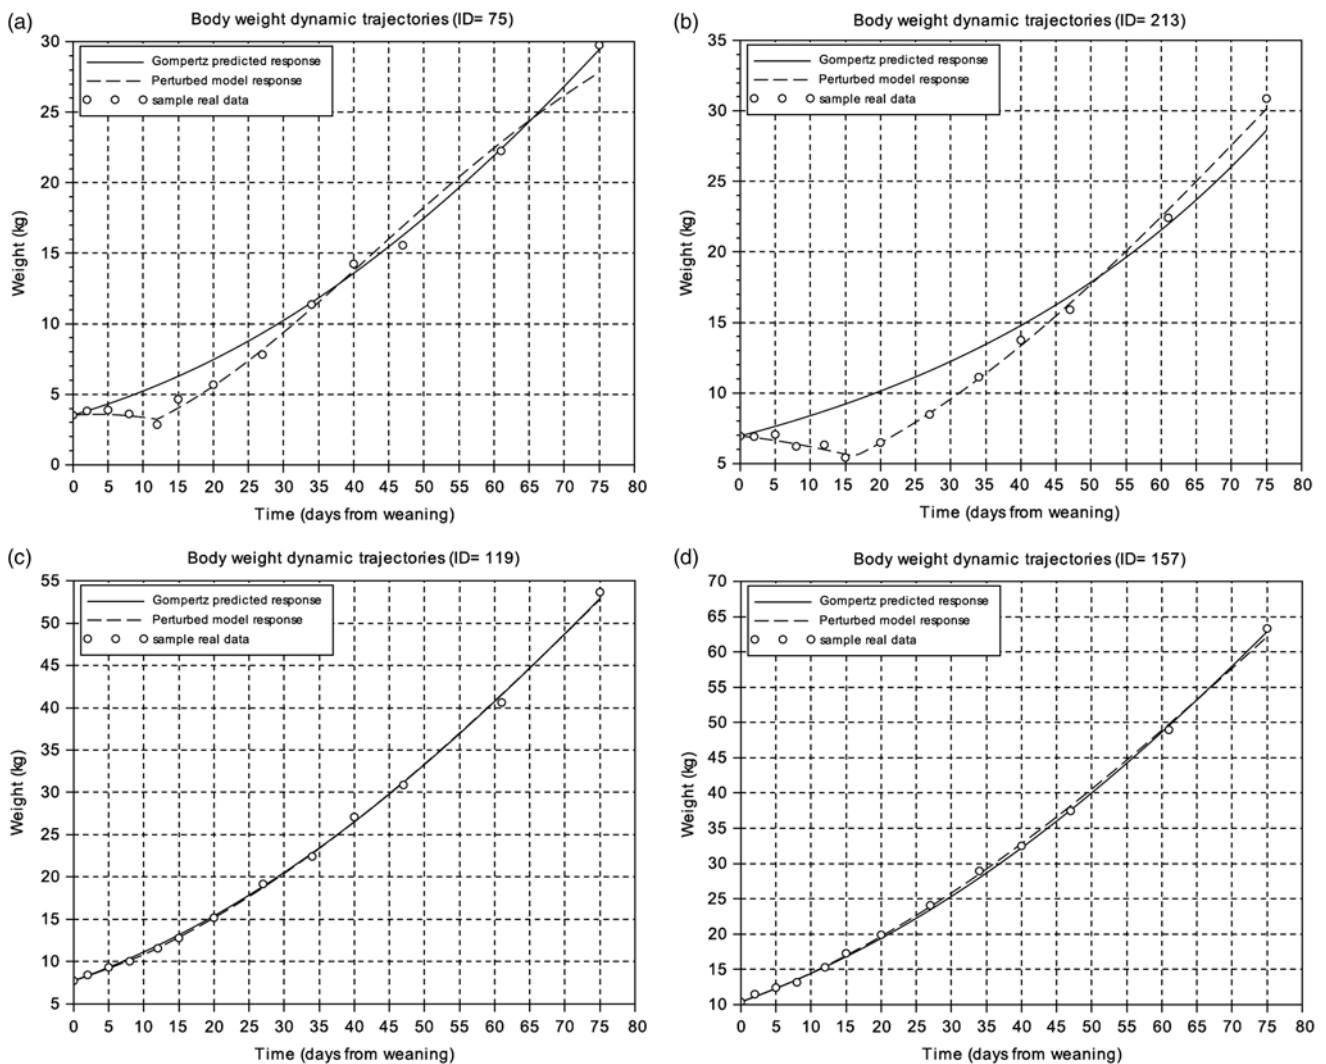 (a)
Body weight dynamic trajectories (ID= 75)
30
25
20
15
10
5
0
Gompertz predicted response
Perturbed model response
sample real data
Weight (kg)
0 5 10 15 20 25 30 35 40 45 50 55 60 65 70 75 80
Time (days from weaning)
(b)
Body weight dynamic trajectories (ID= 213)
35
30
25
20
15
10
5
Gompertz predicted response
Perturbed model response
sample real data
Weight (kg)
0 5 10 15 20 25 30 35 40 45 50 55 60 65 70 75 80
Time (days from weaning)
(c)
Body weight dynamic trajectories (ID= 119)
55
50
45
40
35
30
25
20
15
10
5
Gompertz predicted response
Perturbed model response
sample real data
Weight (kg)
0 5 10 15 20 25 30 35 40 45 50 55 60 65 70 75 80
Time (days from weaning)
(d)
Body weight dynamic trajectories (ID= 157)
70
65
60
55
50
45
40
35
30
25
20
15
10
Gompertz predicted response
Perturbed model response
sample real data
Weight (kg)
0 5 10 15 20 25 30 35 40 45 50 55 60 65 70 75 80
Time (days from weaning)